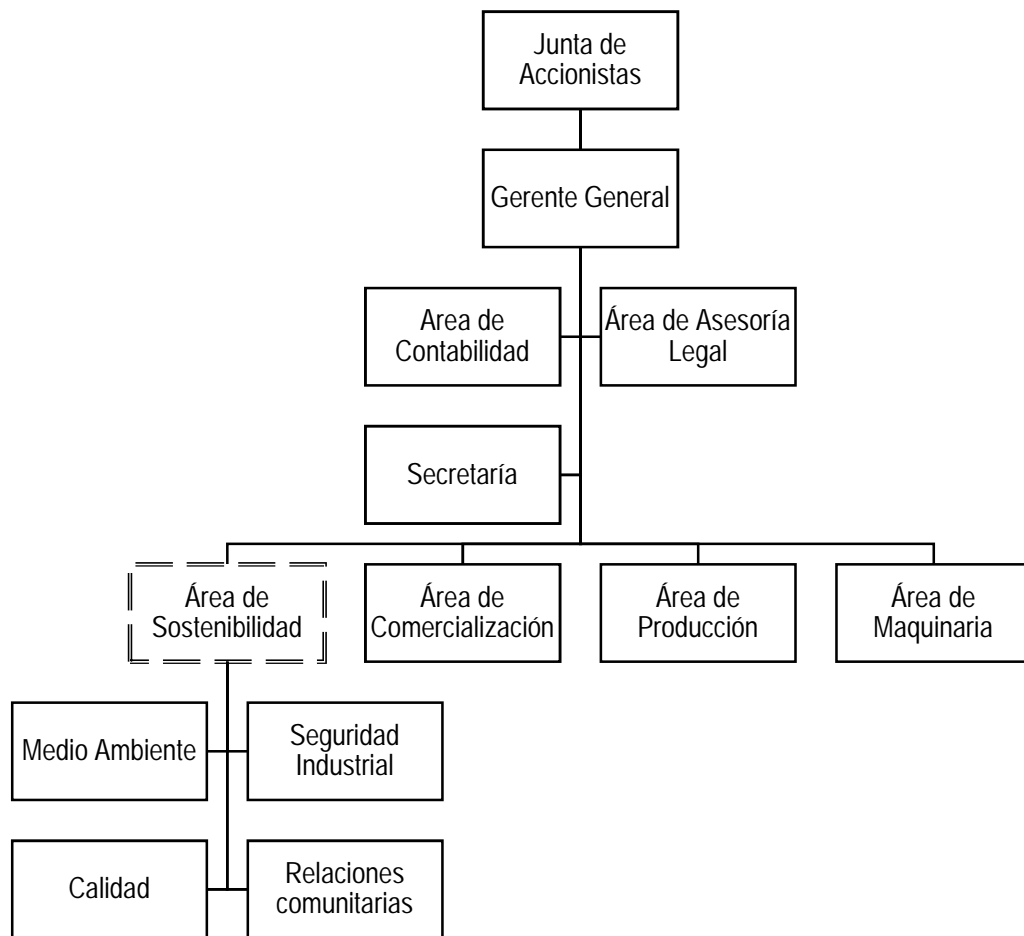 Junta de
Accionistas
Gerente General
Area de
Contabilidad
Área de Asesoría
Legal
Secretaría
Área de
Sostenibilidad
Área de
Comercialización
Área de
Producción
Área de
Maquinaria
Medio Ambiente
Seguridad
Industrial
Calidad
Relaciones
comunitarias